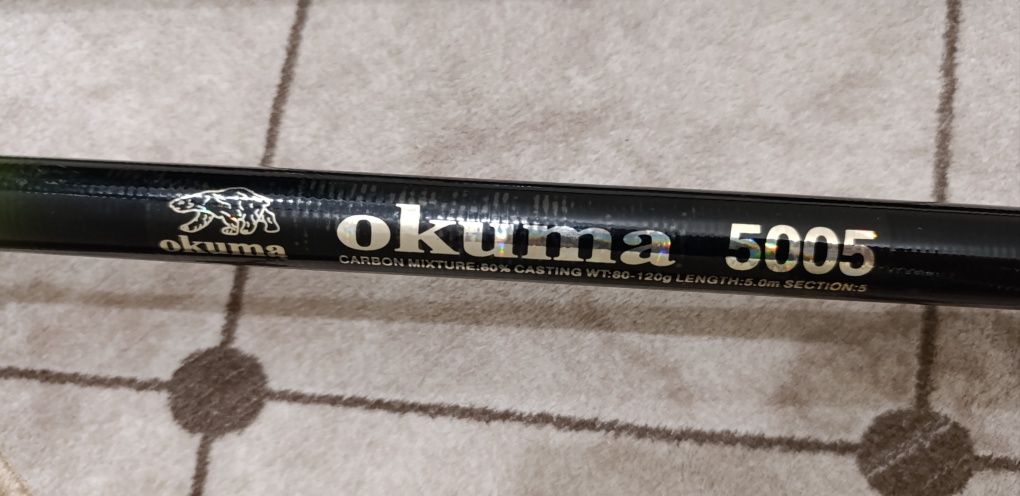 okuma
okuma 5005
CARBON MIXTURE:80% CASTING WT:80-120g LENGTH:5.0m SECTION:5